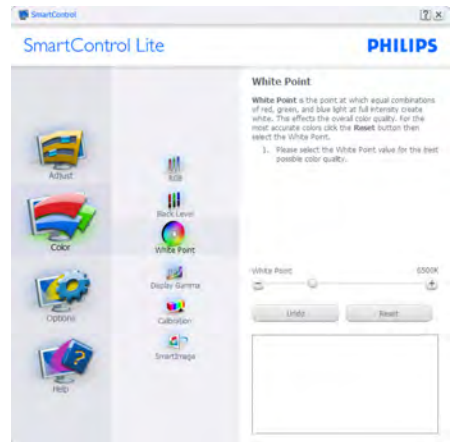 SmartControl
SmartControl Lite
PHILIPS
Adjust
Color
Options
Help
RGB
Black Level
White Point
Display Gamma
Calibration
SmartImage
White Point
White Point is the point at which equal combinations
of red, green, and blue light at full intensity create
white. This effects the overall color quality. For the
most accurate colors click the Reset button then
select the White Point.
1. Please select the White Point value for the best
possible color quality.
White Point 6500K
Undo Reset